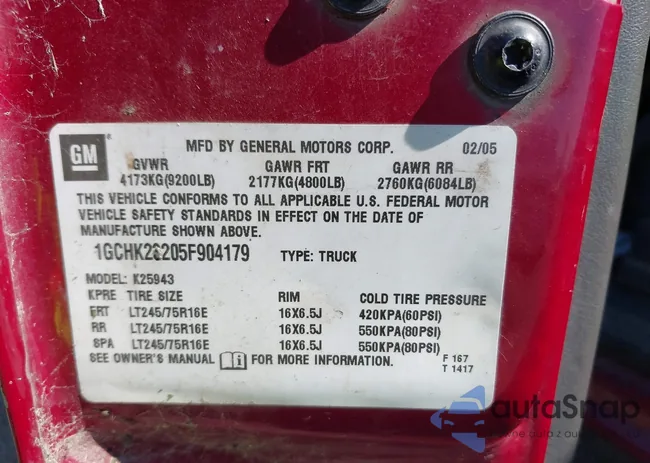 GM
MFD BY GENERAL MOTORS CORP. 02/05
GVWR GAWR FRT GAWR RR
4173KG(9200LB) 2177KG(4800LB) 2760KG(6084LB)
THIS VEHICLE CONFORMS TO ALL APPLICABLE U.S. FEDERAL MOTOR
VEHICLE SAFETY STANDARDS IN EFFECT ON THE DATE OF
MANUFACTURE SHOWN ABOVE.
TYPE: TRUCK
MODEL: K25943
TIRE SIZE RIM COLD TIRE PRESSURE
FRT LT245/75R16E 16X6.5J 420KPA(60PSI)
RR LT245/75R16E 16X6.5J 550KPA(80PSI)
SPA LT245/75R16E 16X6.5J 550KPA(80PSI)
SEE OWNER'S MANUAL FOR MORE INFORMATION.
F 167
T 1417
autoSnap